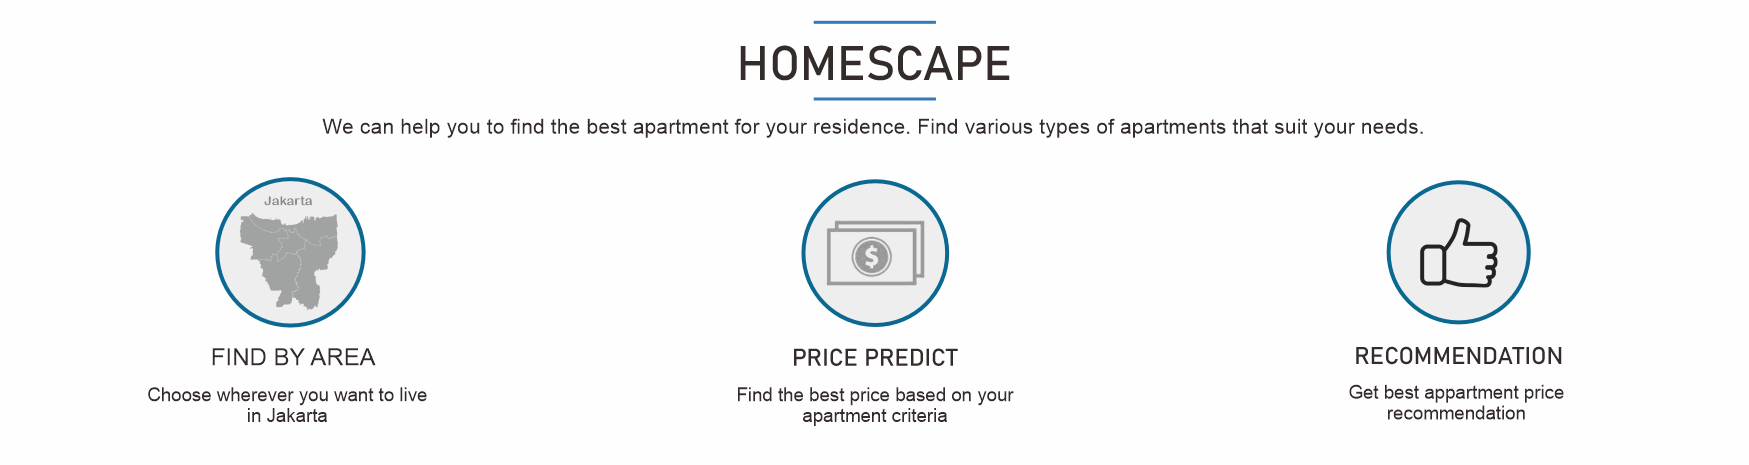 HOMESCAPE
We can help you to find the best apartment for your residence. Find various types of apartments that suit your needs.
Jakarta
$
FIND BY AREA
Choose wherever you want to live
in Jakarta
PRICE PREDICT
Find the best price based on your
apartment criteria
RECOMMENDATION
Get best appartment price
recommendation